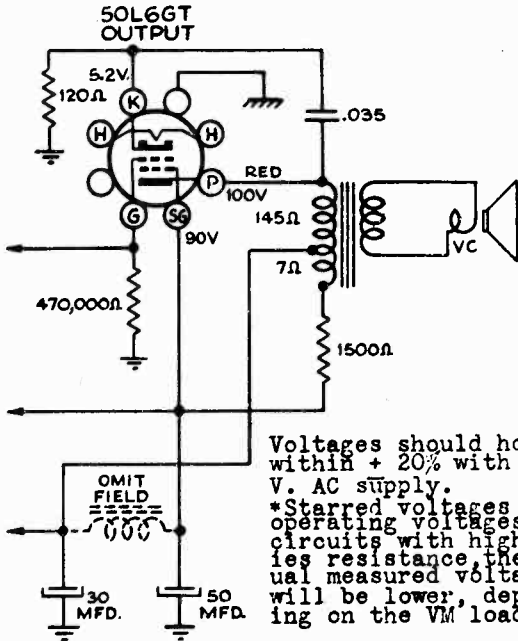 50L6GT
OUTPUT
5.2V.
120Ω
K
H
H
.035
P
RED
100V
G
SG
90V
145Ω
7Ω
VC
470,000Ω
1500Ω
OMIT
FIELD
30
MFD.
50
MFD.
Voltages should ho
within ± 20% with
V. AC supply.
*Starred voltages
operating voltages
circuits with high
ies resistance, the
ual measured volta
will be lower, dep
ing on the VM load